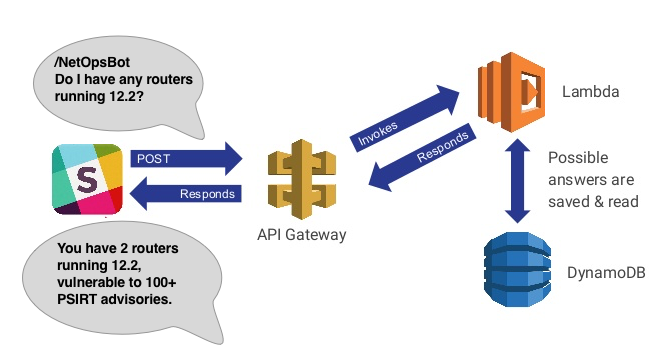 /NetOpsBot
Do I have any routers
running 12.2?
POST
Responds
S
You have 2 routers
running 12.2,
vulnerable to 100+
PSIRT advisories.
API Gateway
Invokes
Responds
Lambda
Possible
answers are
saved & read
DynamoDB